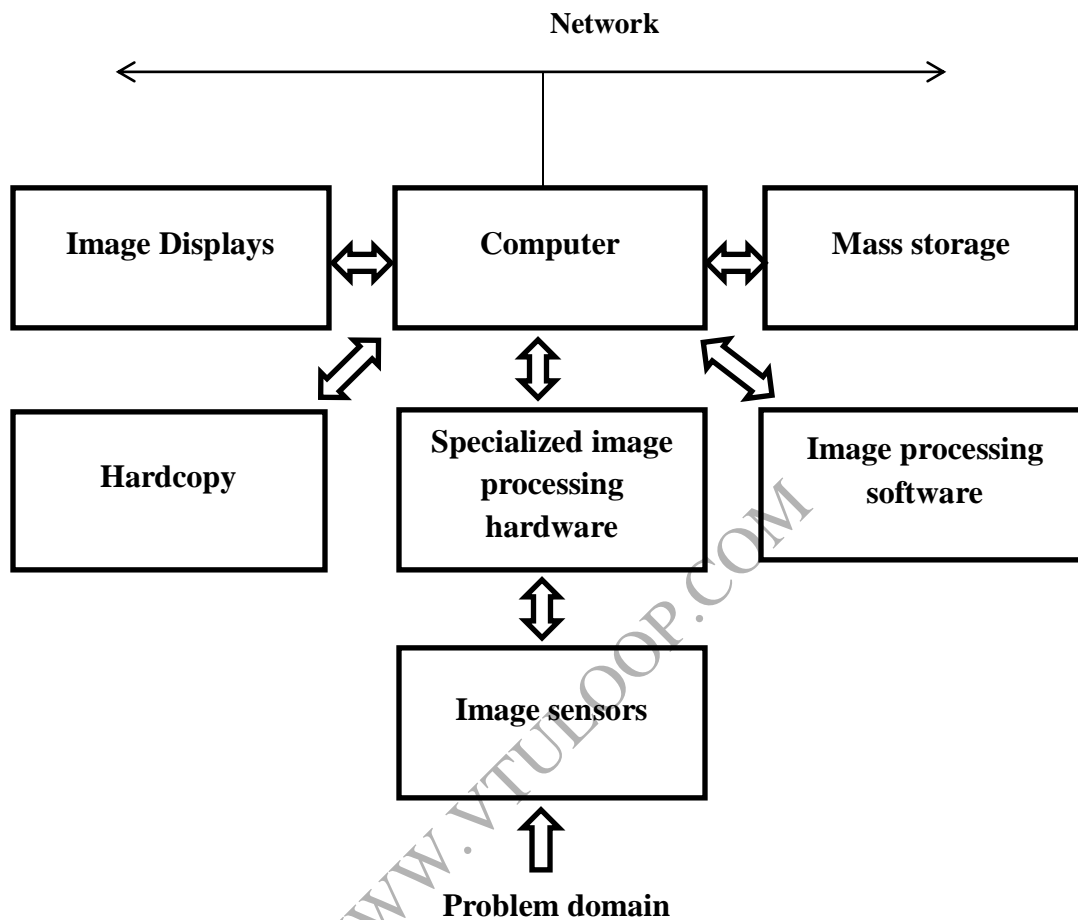 Network
Image Displays
Computer
Mass storage
Hardcopy
Specialized image
processing
hardware
Image processing
software
Image sensors
Problem domain
WWW.VTULOOP.COM